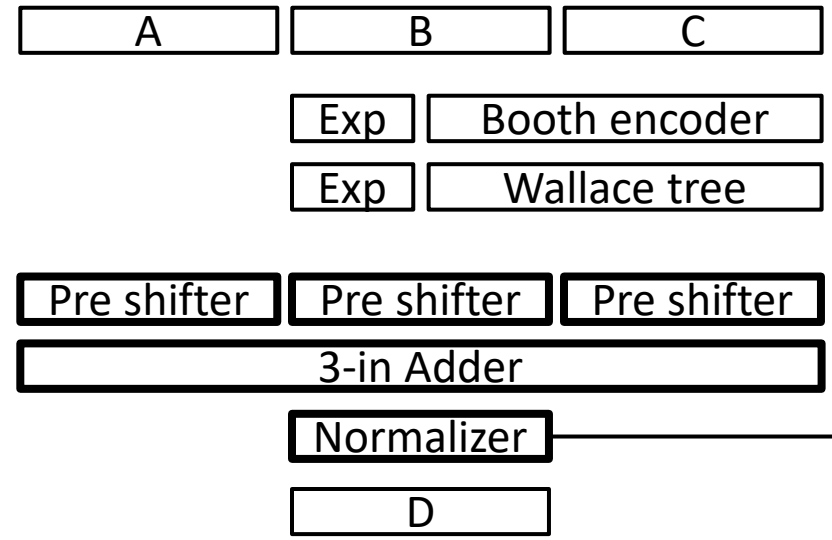 A B C
Exp Booth encoder
Exp Wallace tree
Pre shifter Pre shifter Pre shifter
3-in Adder
Normalizer
D